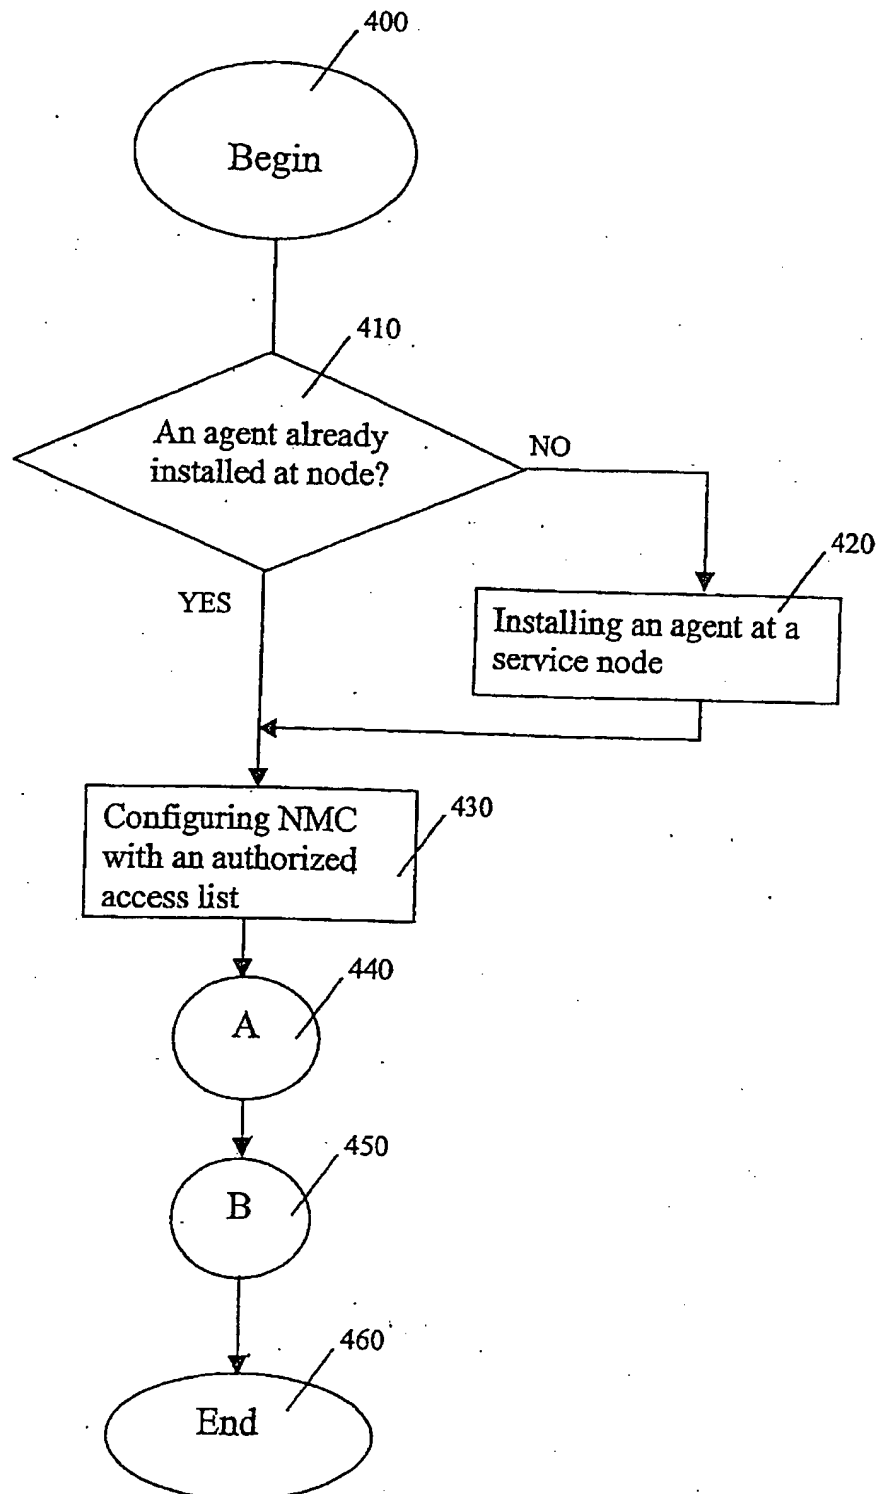 400
Begin
410
An agent already
installed at node?
NO
YES
420
Installing an agent at a
service node
Configuring NMC
with an authorized
access list
430
440
A
450
B
460
End